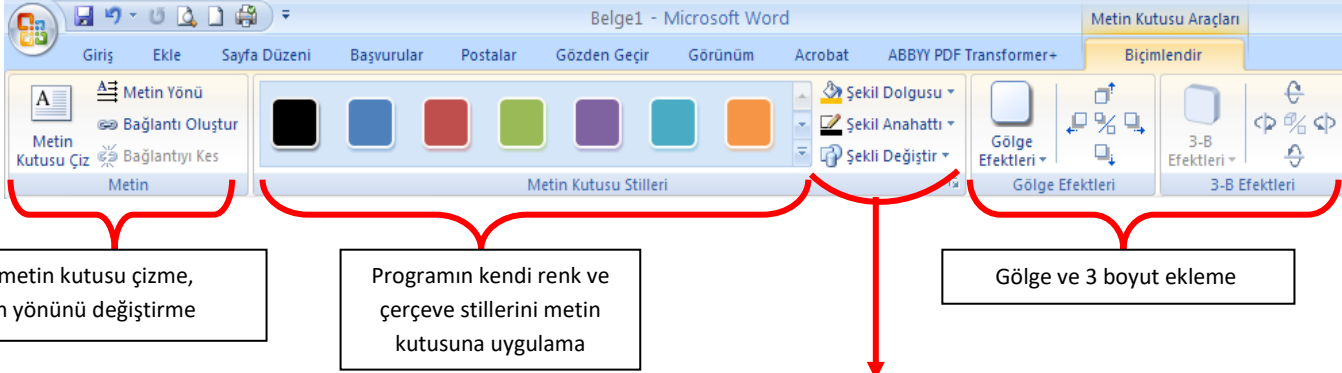 Belge1 - Microsoft Word
Metin Kutusu Araçları
Giriş Ekle Sayfa Düzeni Başvurular Postalar Gözden Geçir Görünüm Acrobat ABBYY PDF Transformer+ Biçimlendir
A
Metin Kutusu Çiz
Metin Yönü
Bağlantı Oluştur
Bağlantıyı Kes
Şekil Dolgusu
Şekil Anahattı
Şekli Değiştir
Gölge
Efektleri
3-B
Efektleri
Metin
Metin Kutusu Stilleri
Gölge Efektleri
3-B Efektleri
metin kutusu çizme,
yönünü değiştirme
Programın kendi renk ve
çerçeve stillerini metin
kutusuna uygulama
Gölge ve 3 boyut ekleme